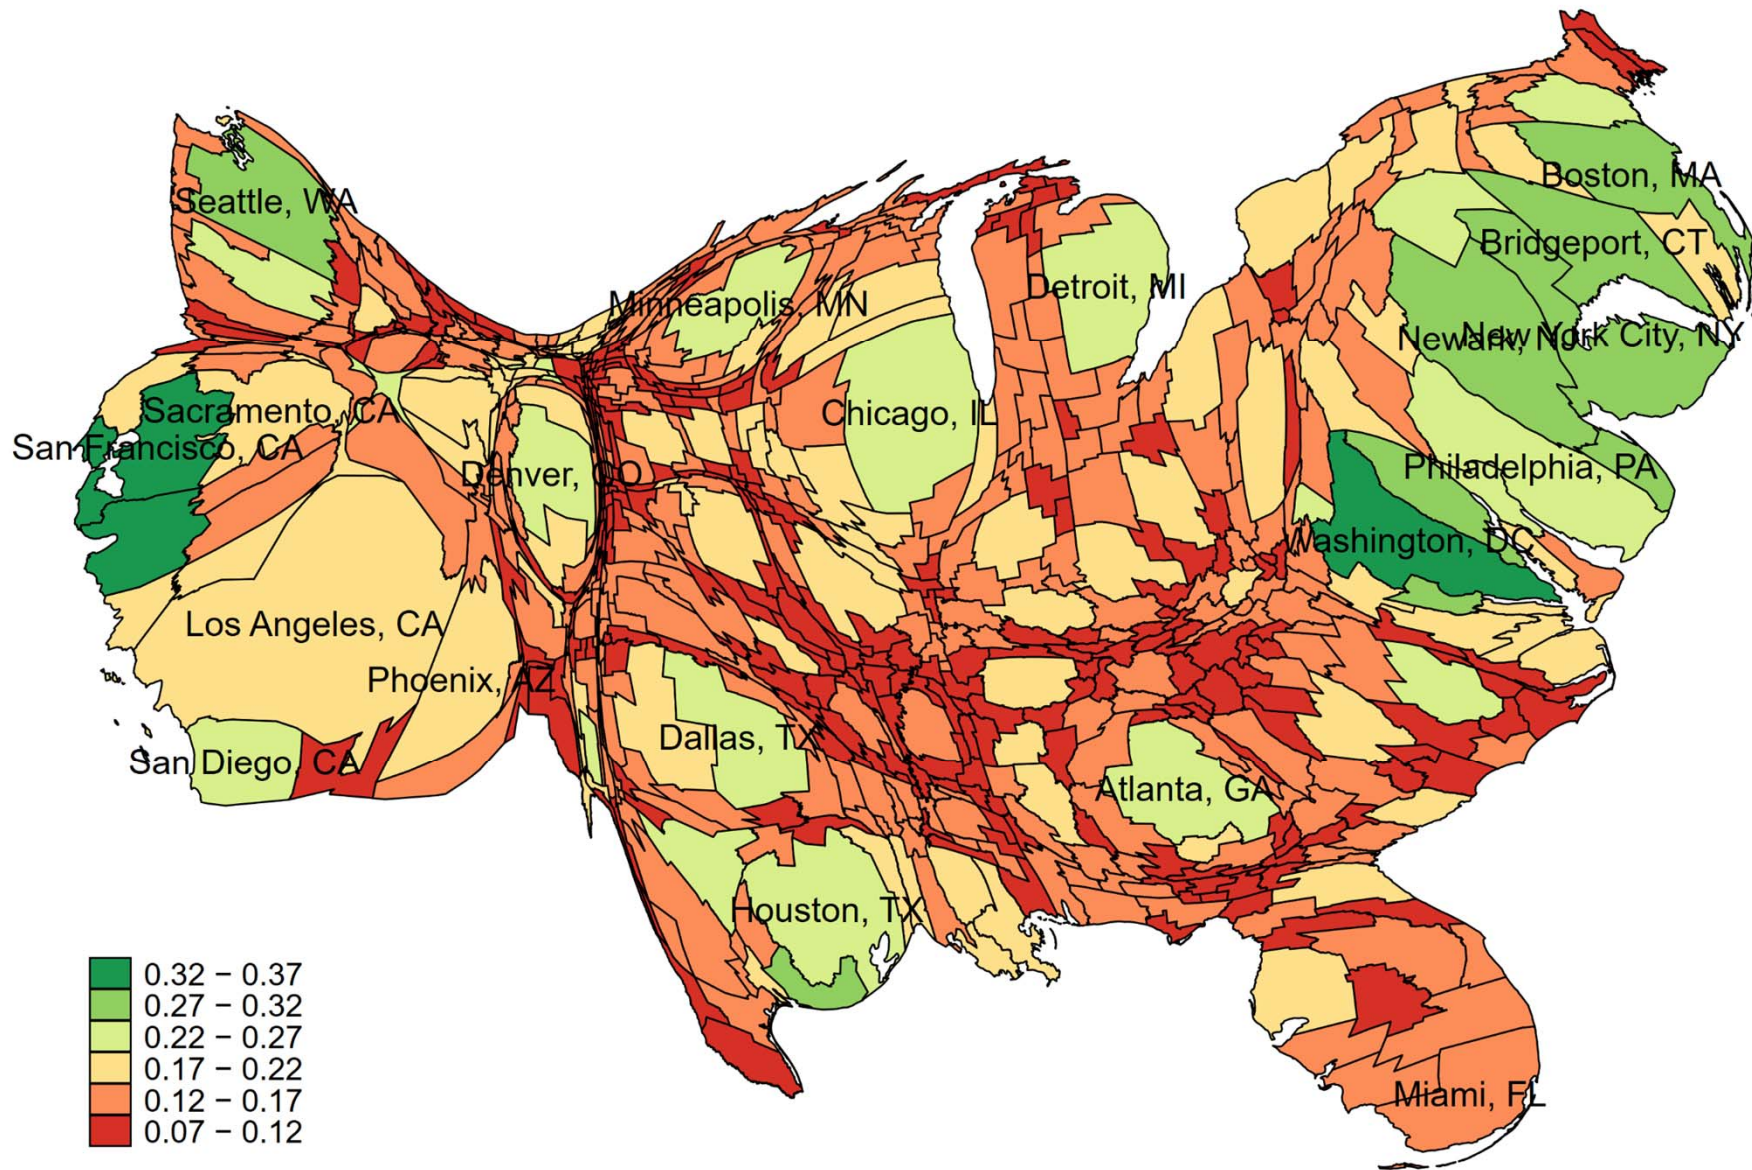 Seattle, WA
Boston, MA
Bridgeport, CT
Detroit, MI
Minneapolis, MN
Newark, NJ
New York City, NY
Sacramento, CA
Chicago, IL
San Francisco, CA
Denver, CO
Philadelphia, PA
Washington, DC
Los Angeles, CA
Phoenix, AZ
Dallas, TX
San Diego, CA
Atlanta, GA
Houston, TX
Miami, FL
0.32 − 0.37
0.27 − 0.32
0.22 − 0.27
0.17 − 0.22
0.12 − 0.17
0.07 − 0.12